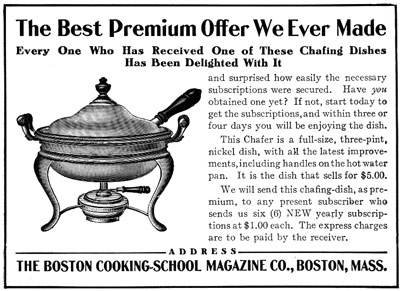 The Best Premium Offer We Ever Made
Every One Who Has Received One of These Chafing Dishes
Has Been Delighted With It
and surprised how easily the necessary
subscriptions were secured. Have you
obtained one yet? If not, start today to
get the subscriptions, and within three or
four days you will be enjoying the dish.
This Chafer is a full-size, three-pint,
nickel dish, with all the latest improve-
ments, including handles on the hot water
pan. It is the dish that sells for $5.00.
We will send this chafing-dish, as pre-
mium, to any present subscriber who
sends us six (6) NEW yearly subscrip-
tions at $1.00 each. The express charges
are to be paid by the receiver.
ADDRESS
THE BOSTON COOKING-SCHOOL MAGAZINE CO., BOSTON, MASS.